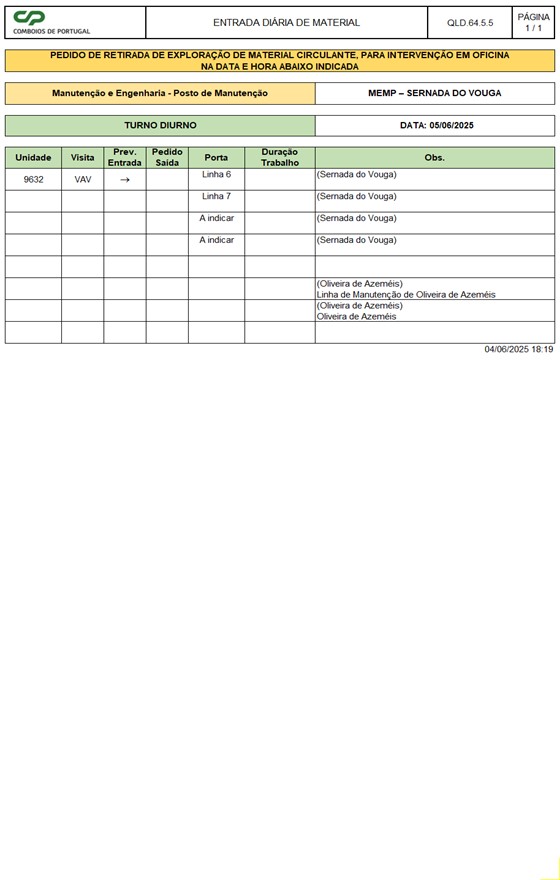 CP
COMBOIOS DE PORTUGAL
ENTRADA DIÁRIA DE MATERIAL
QLD.64.5.5
PÁGINA
1 / 1
PEDIDO DE RETIRADA DE EXPLORAÇÃO DE MATERIAL CIRCULANTE, PARA INTERVENÇÃO EM OFICINA
NA DATA E HORA ABAIXO INDICADA
Manutenção e Engenharia - Posto de Manutenção
MEMP – SERNADA DO VOUGA
TURNO DIURNO
DATA: 05/06/2025
Unidade
Visita
Prev.
Entrada
Pedido
Saída
Porta
Duração
Trabalho
Obs.
9632
VAV
→
Linha 6
(Sernada do Vouga)
Linha 7
(Sernada do Vouga)
A indicar
(Sernada do Vouga)
A indicar
(Sernada do Vouga)
(Oliveira de Azeméis)
Linha de Manutenção de Oliveira de Azeméis
(Oliveira de Azeméis)
Oliveira de Azeméis
04/06/2025 18:19